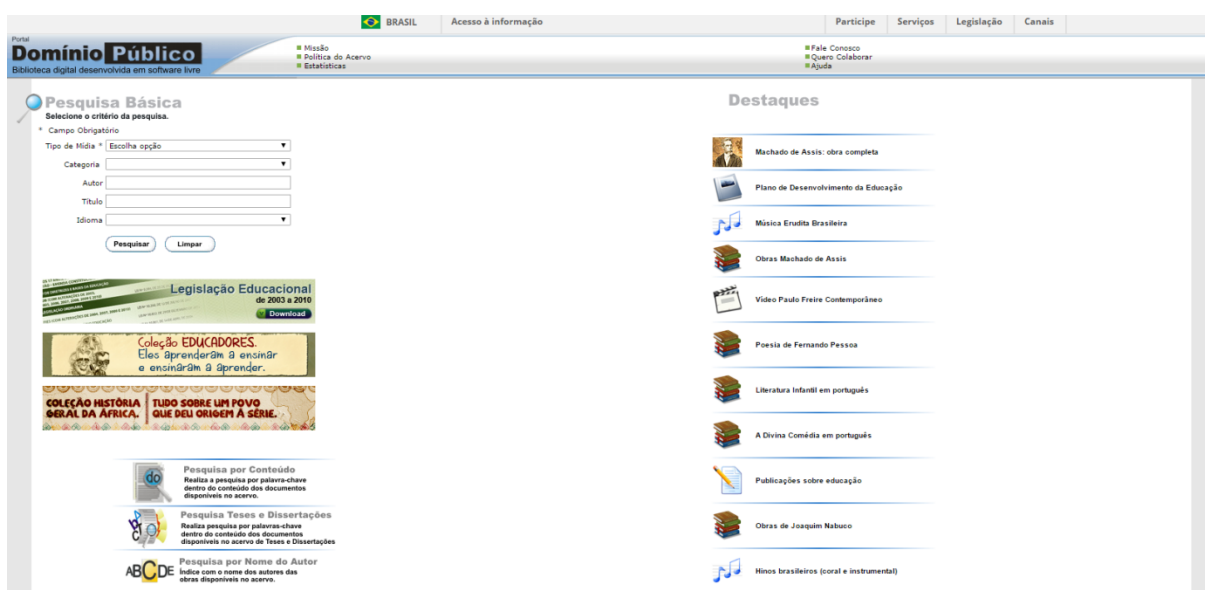 BRASIL
Acesso à informação
Participe
Serviços
Legislação
Canais
Portal
Domínio Público
Biblioteca digital desenvolvida em software livre
Missão
Política do Acervo
Estatísticas
Fale Conosco
Quero Colaborar
Ajuda
Pesquisa Básica
Selecione o critério da pesquisa.
* Campo Obrigatório
Tipo de Mídia * Escolha opção
Categoria
Autor
Título
Idioma
Pesquisar
Limpar
Legislação Educacional
de 2003 a 2010
Download
Coleção EDUCADORES.
Eles aprenderam a ensinar
e ensinaram a aprender.
COLEÇÃO HISTÓRIA
GERAL DA ÁFRICA.
TUDO SOBRE UM POVO
QUE DEU ORIGEM À SÉRIE.
do
Pesquisa por Conteúdo
Realiza a pesquisa por palavra-chave
dentro do conteúdo dos documentos
disponíveis no acervo.
Pesquisa Teses e Dissertações
Realiza pesquisa por palavras-chave
dentro do conteúdo dos documentos
disponíveis no acervo de Teses e Dissertações
ABCDE
Pesquisa por Nome do Autor
Índice com o nome dos autores das
obras disponíveis no acervo.
Destaques
Machado de Assis: obra completa
Plano de Desenvolvimento da Educação
Música Erudita Brasileira
Obras Machado de Assis
Vídeo Paulo Freire Contemporâneo
Poesia de Fernando Pessoa
Literatura Infantil em português
A Divina Comédia em português
Publicações sobre educação
Obras de Joaquim Nabuco
Hinos brasileiros (coral e instrumental)